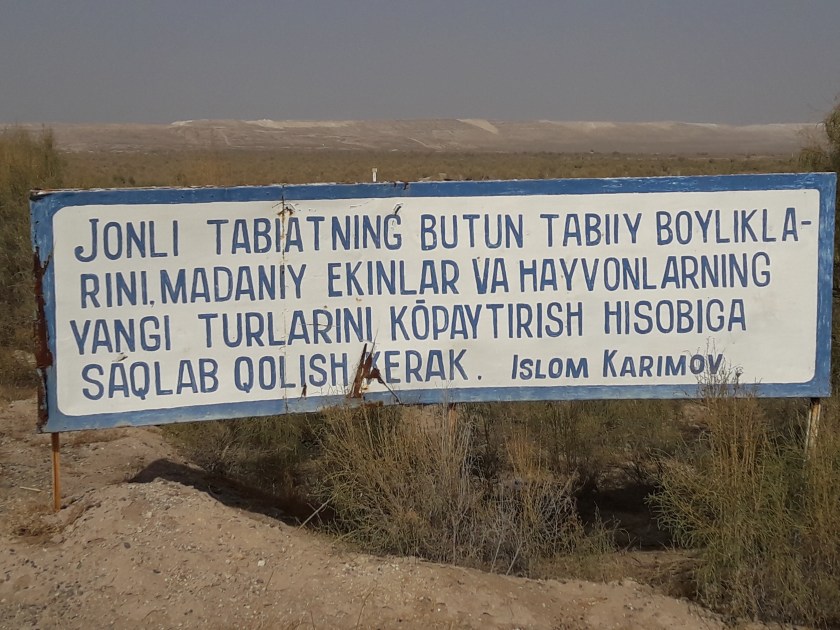 JONLI TABIATNING BUTUN TABIIY BOYLIKLA-
RINI, MADANIY EKINLAR VA HAYVONLARNING
YANGI TURLARINI KŌPAYTIRISH HISOBIGA
SAQLAB QOLISH KERAK. ISLOM KARIMOV